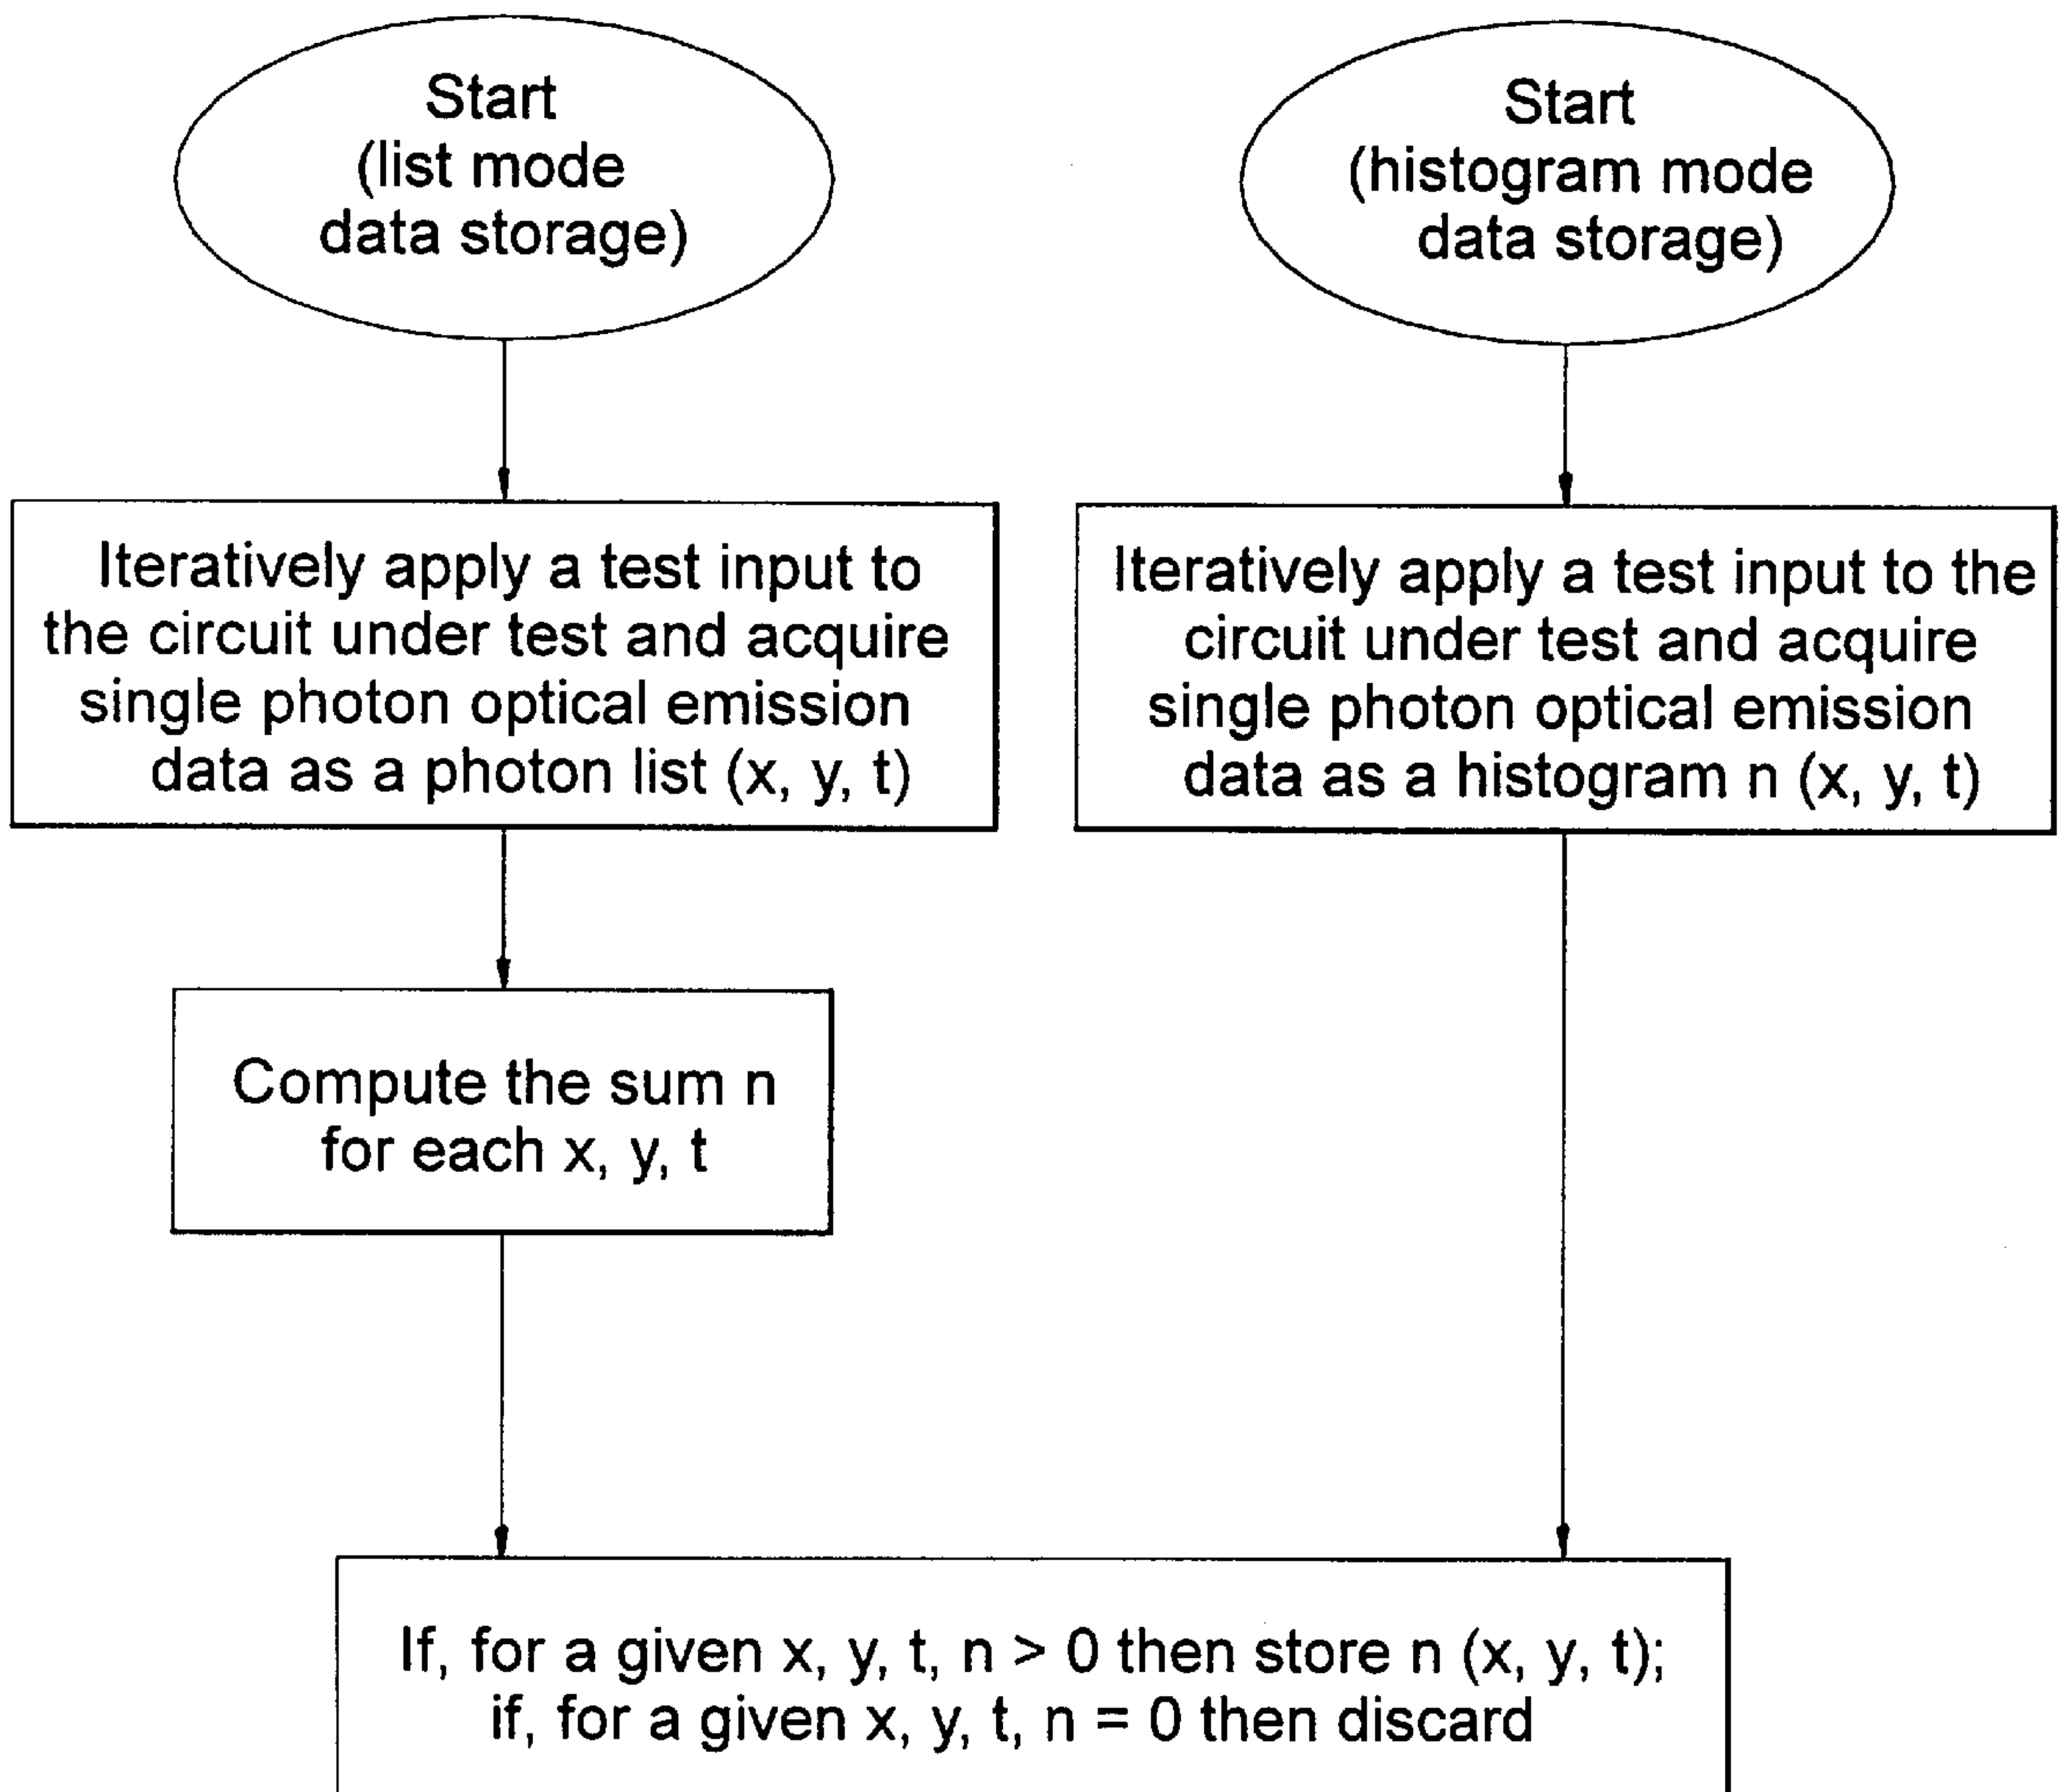 Start
(list mode
data storage)
Start
(histogram mode
data storage)
Iteratively apply a test input to
the circuit under test and acquire
single photon optical emission
data as a photon list (x, y, t)
Iteratively apply a test input to the
circuit under test and acquire
single photon optical emission
data as a histogram n (x, y, t)
Compute the sum n
for each x, y, t
If, for a given x, y, t, n > 0 then store n (x, y, t);
if, for a given x, y, t, n = 0 then discard